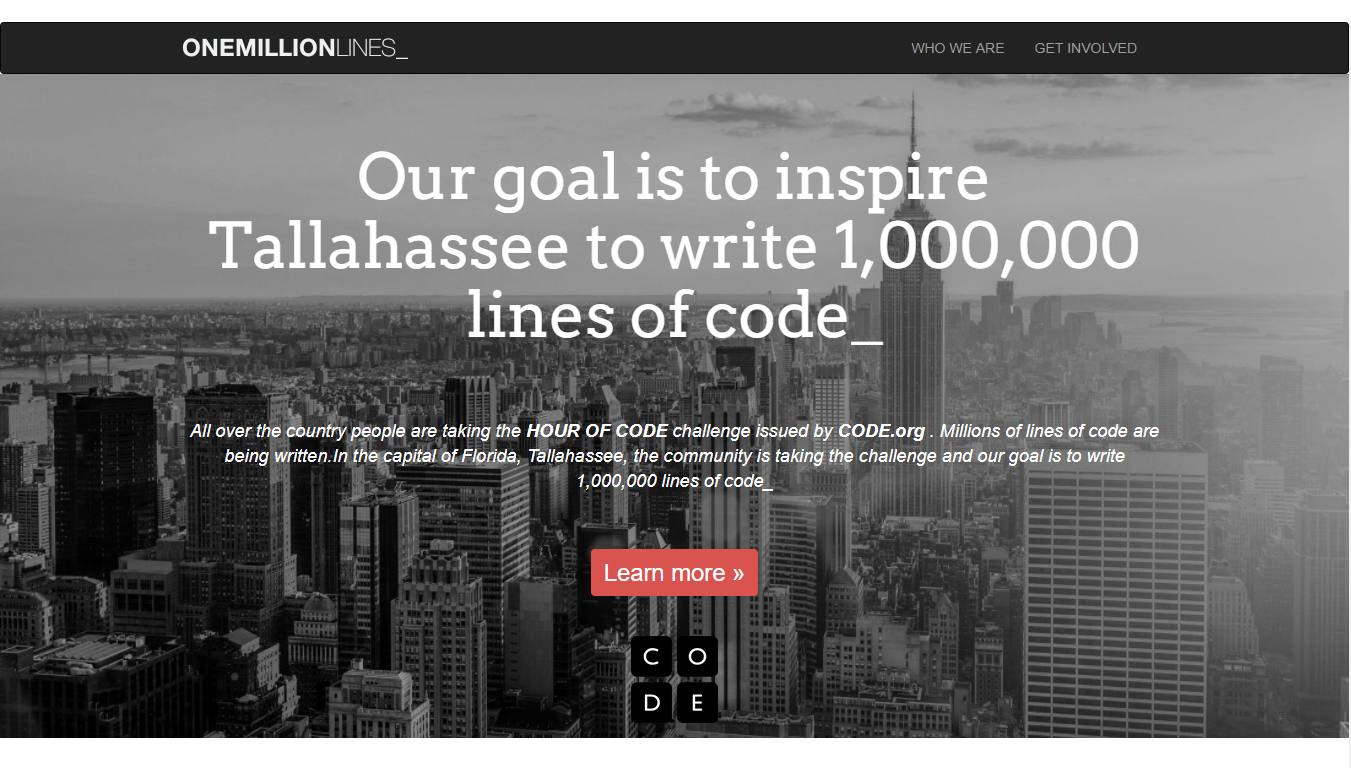 ONEMILLIONLINES_
WHO WE ARE
GET INVOLVED
Our goal is to inspire
Tallahassee to write 1,000,000
lines of code_
All over the country people are taking the HOUR OF CODE challenge issued by CODE.org . Millions of lines of code are
being written.In the capital of Florida, Tallahassee, the community is taking the challenge and our goal is to write
1,000,000 lines of code_
Learn more »
C O
D E